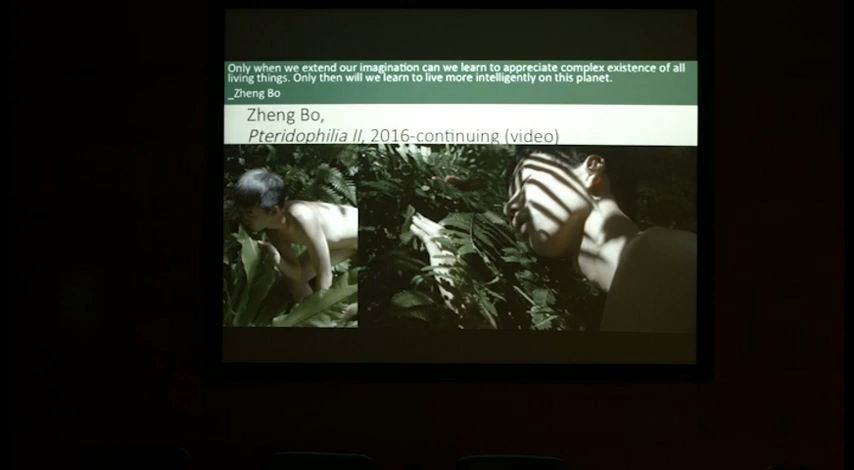 Only when we extend our imagination can we learn to appreciate complex existence of all
living things. Only then will we learn to live more intelligently on this planet.
_Zheng Bo
Zheng Bo,
Pteridophilia II, 2016-continuing (video)